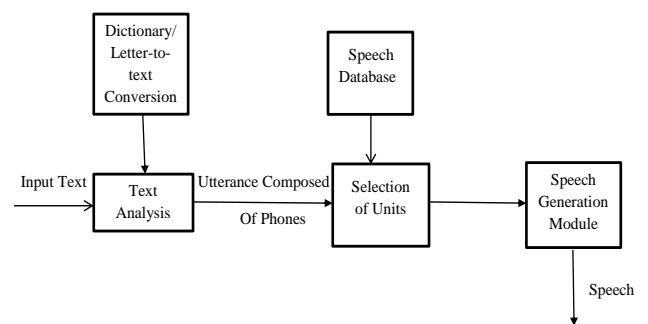 Dictionary/
Letter-to-
text
Conversion
Speech
Database
Input Text
Text
Analysis
Utterance Composed
Of Phones
Selection
of Units
Speech
Generation
Module
Speech